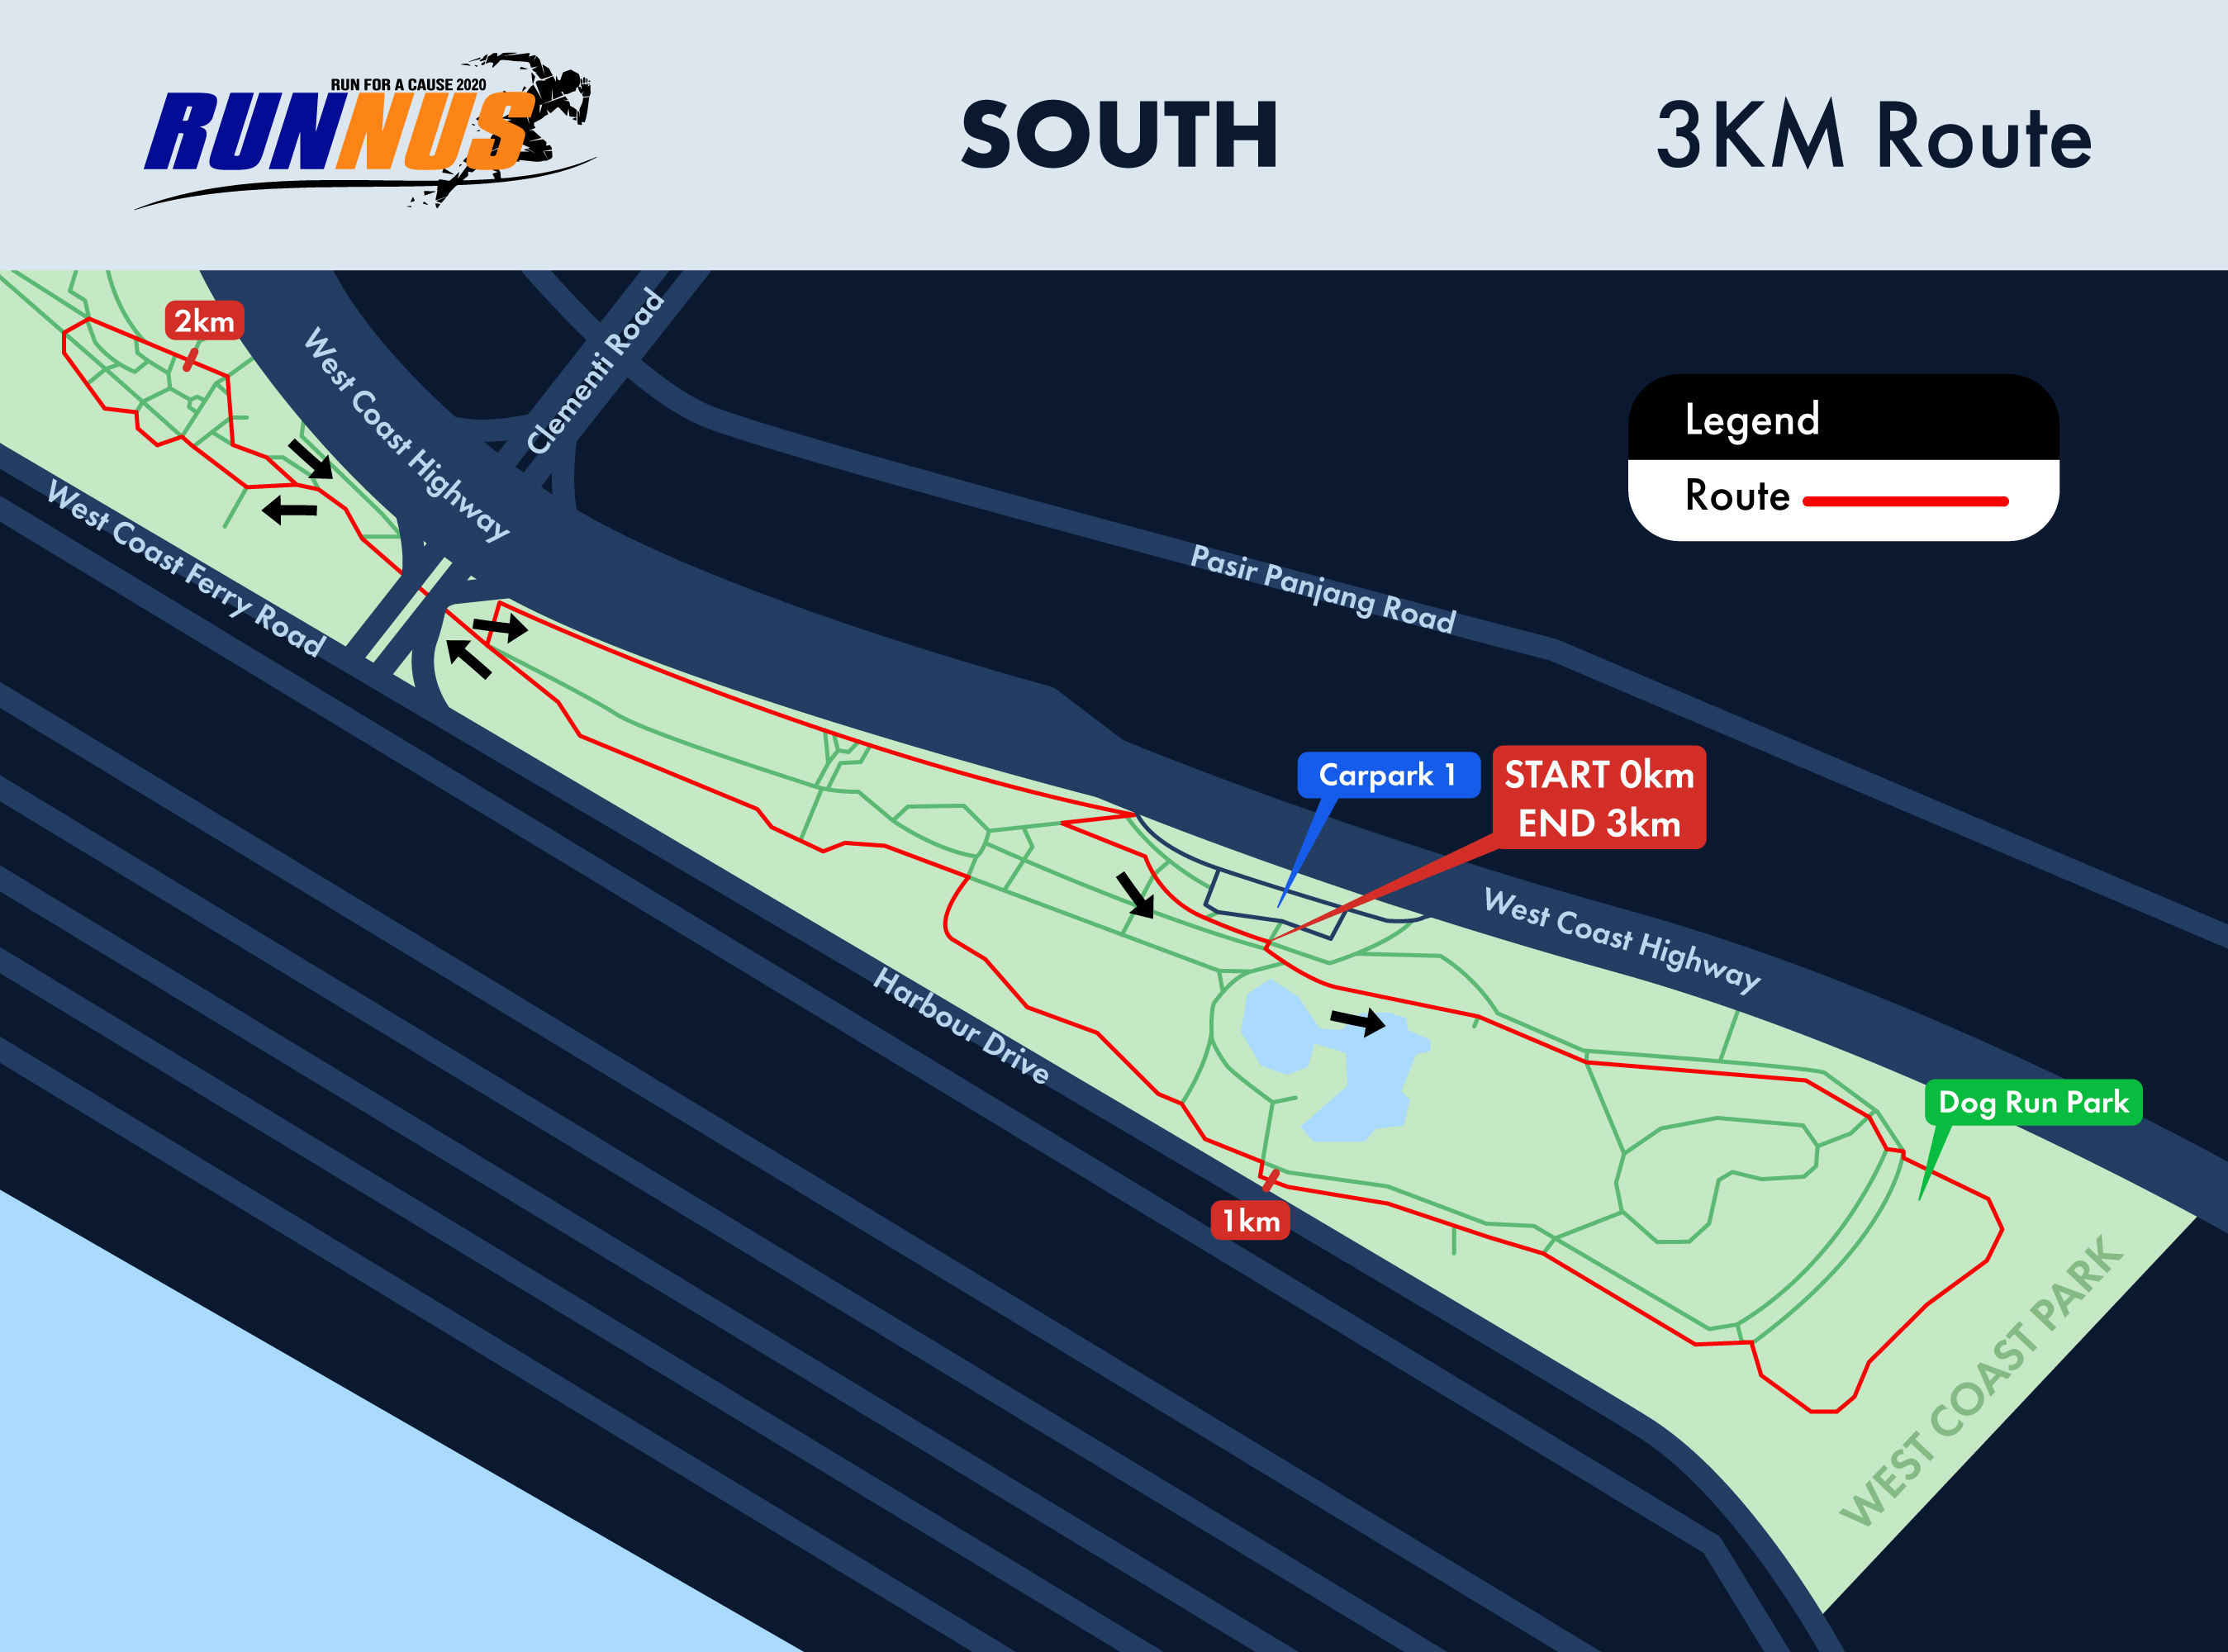 RUN FOR A CAUSE 2020
RUNNUS
SOUTH
3KM Route
2km
West Coast Highway
Clementi Road
Legend
Route
West Coast Ferry Road
Pasir Panjang Road
Carpark 1
START 0km
END 3km
West Coast Highway
Harbour Drive
Dog Run Park
1km
WEST COAST PARK